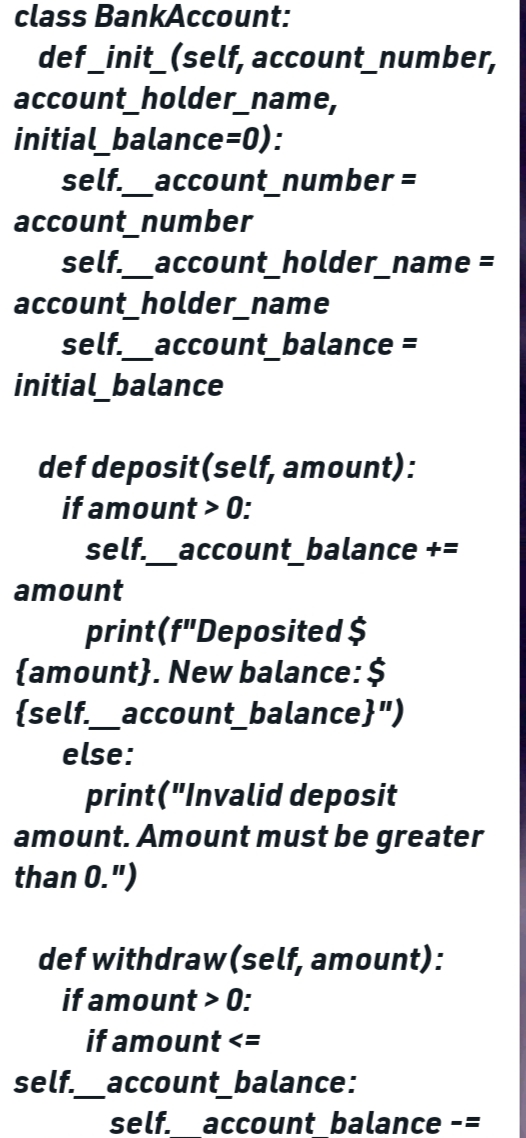 class BankAccount:
   def _init_(self, account_number,
account_holder_name,
initial_balance=0):
      self.__account_number =
account_number
      self.__account_holder_name =
account_holder_name
      self.__account_balance =
initial_balance

   def deposit(self, amount):
      if amount > 0:
         self.__account_balance +=
amount
         print(f"Deposited $
{amount}. New balance: $
{self.__account_balance}")
      else:
         print("Invalid deposit
amount. Amount must be greater
than 0.")

   def withdraw(self, amount):
      if amount > 0:
         if amount <=
self.__account_balance:
            self.__account_balance -=